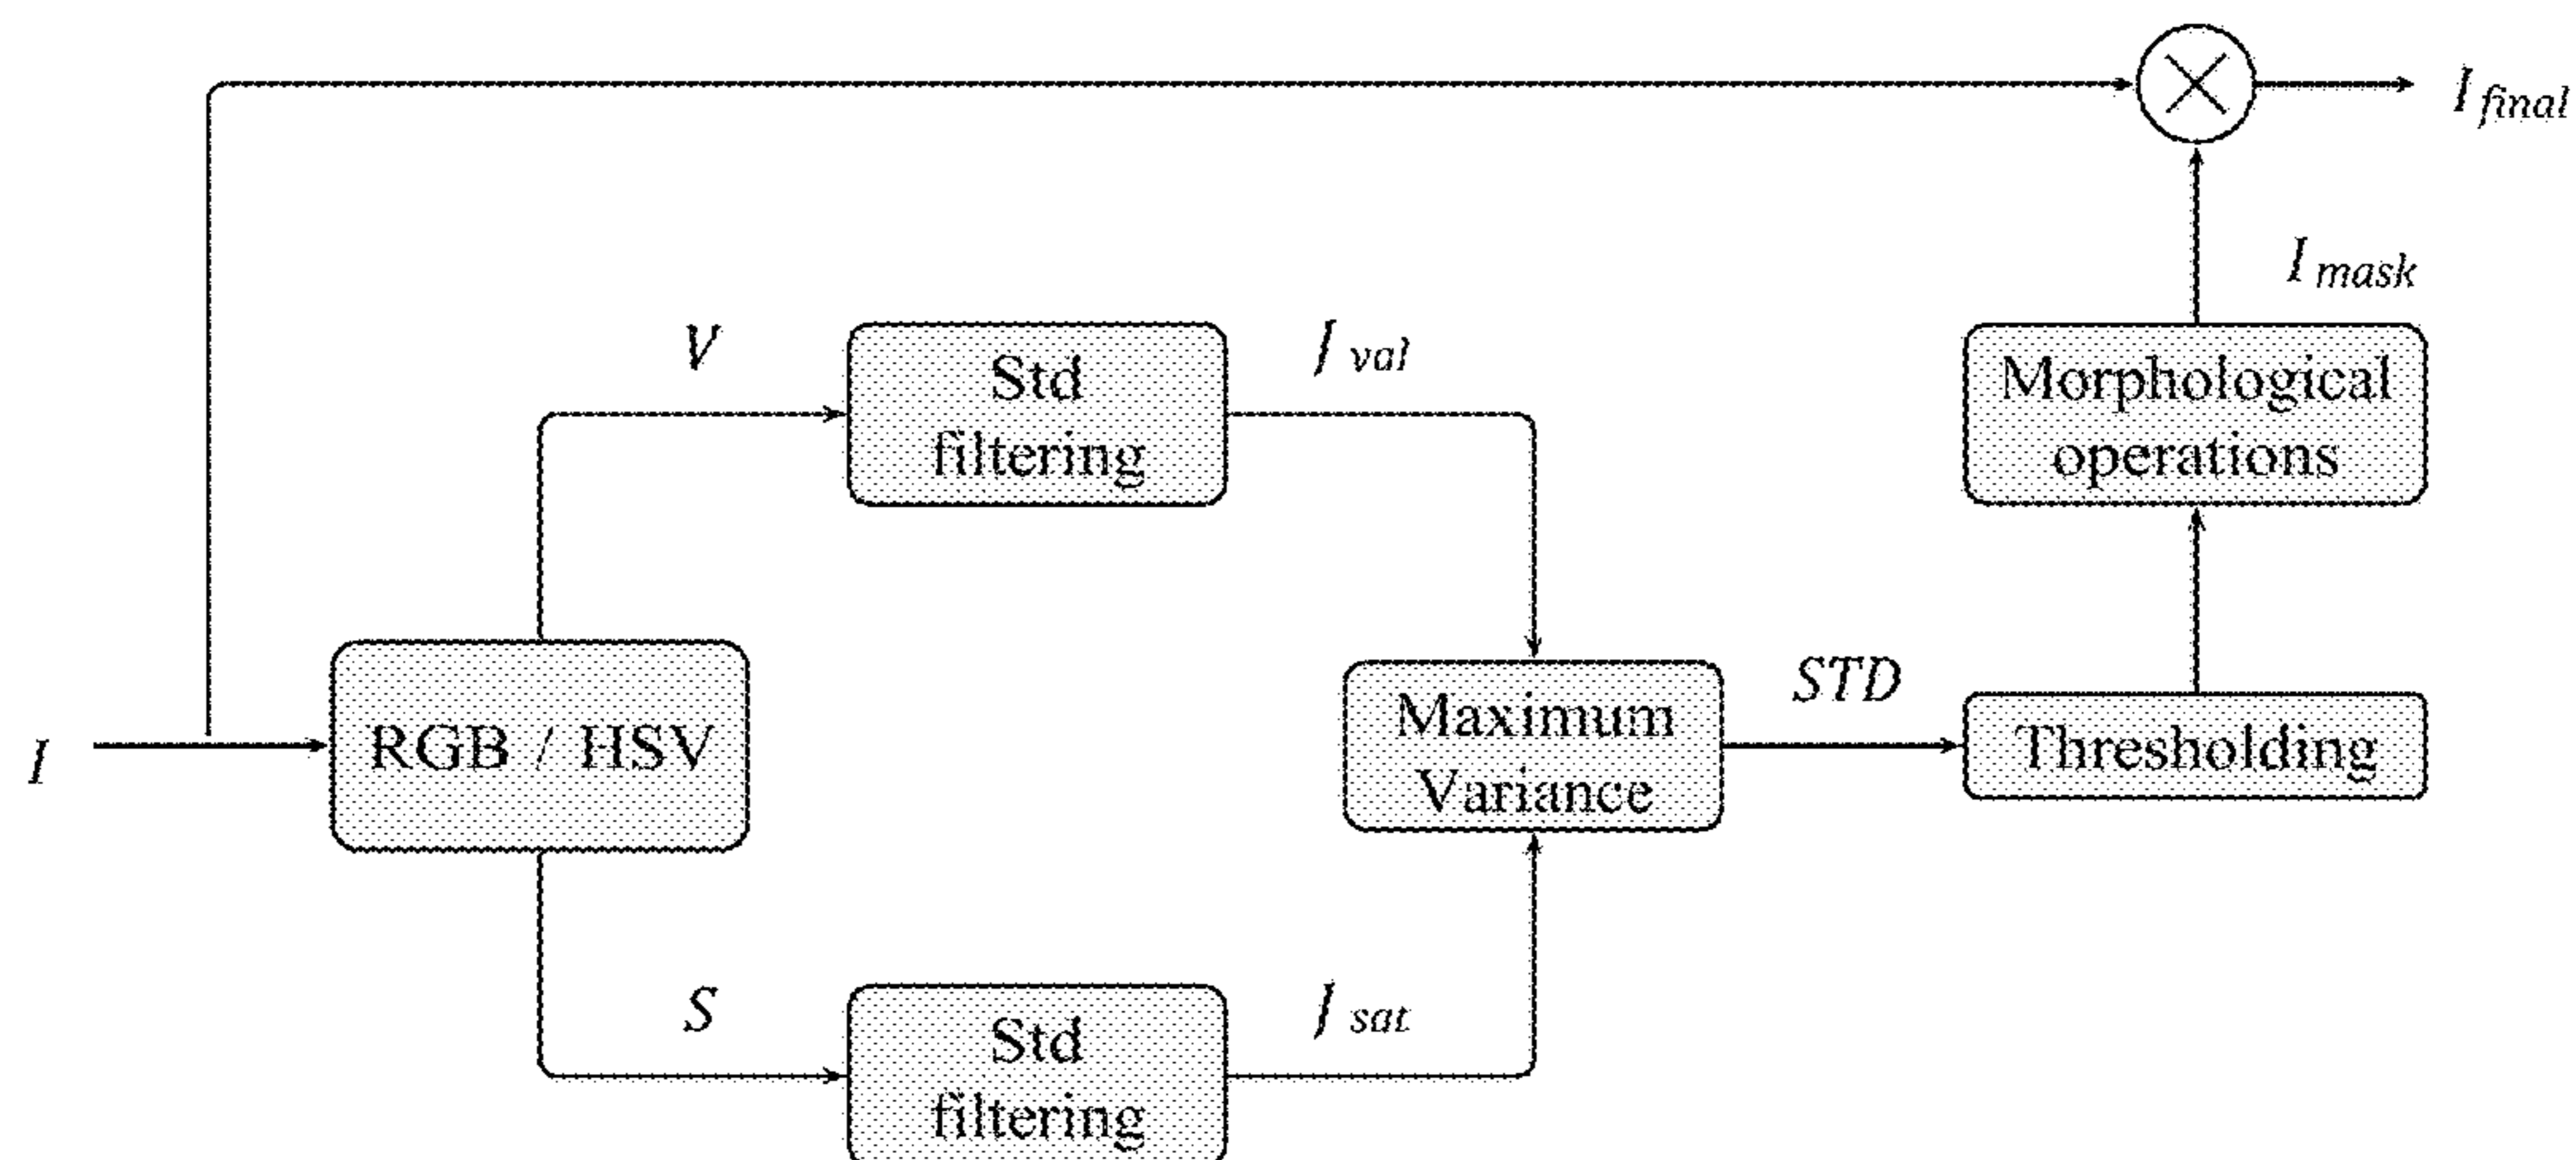 I final
I mask
V
Std
filtering
J val
Morphological
operations
I
RGB / HSV
Maximum
Variance
STD
Thresholding
S
Std
filtering
J sat